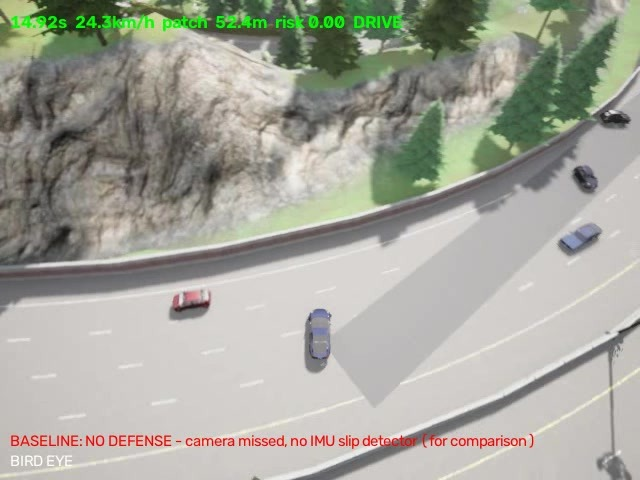 14.92s 24.3km/h patch 52.4m risk 0.00 DRIVE
BASELINE: NO DEFENSE - camera missed, no IMU slip detector ( for comparison )
BIRD EYE